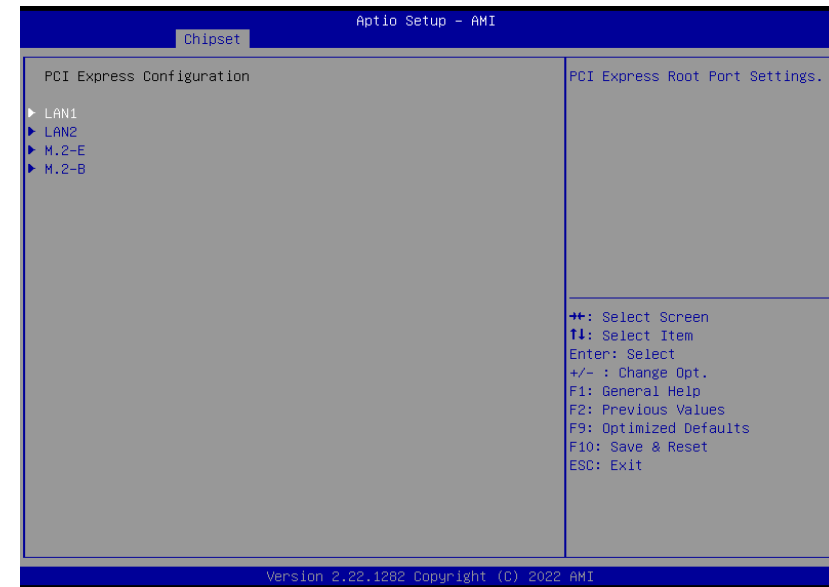 Aptio Setup – AMI
Chipset
PCI Express Configuration
▶ LAN1
▶ LAN2
▶ M.2-E
▶ M.2-B
PCI Express Root Port Settings.
→←: Select Screen
↑↓: Select Item
Enter: Select
+/- : Change Opt.
F1: General Help
F2: Previous Values
F9: Optimized Defaults
F10: Save & Reset
ESC: Exit
Version 2.22.1282 Copyright (C) 2022 AMI